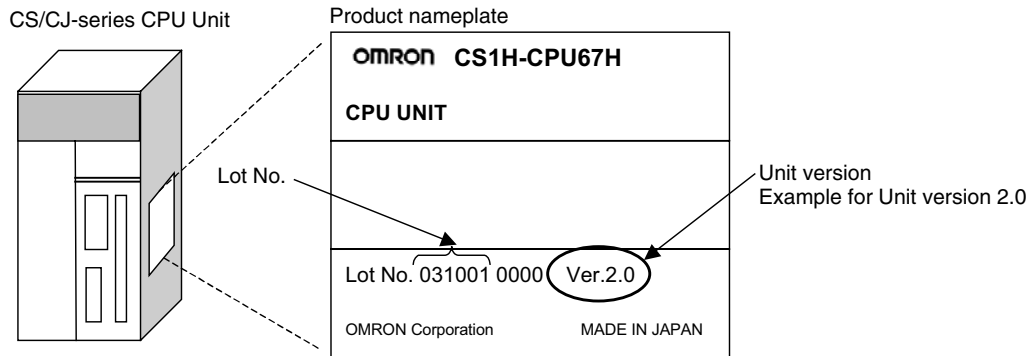 CS/CJ-series CPU Unit
Product nameplate
OMRON CS1H-CPU67H
CPU UNIT
Lot No.
Unit version
Example for Unit version 2.0
Lot No. 031001 0000 Ver.2.0
OMRON Corporation MADE IN JAPAN